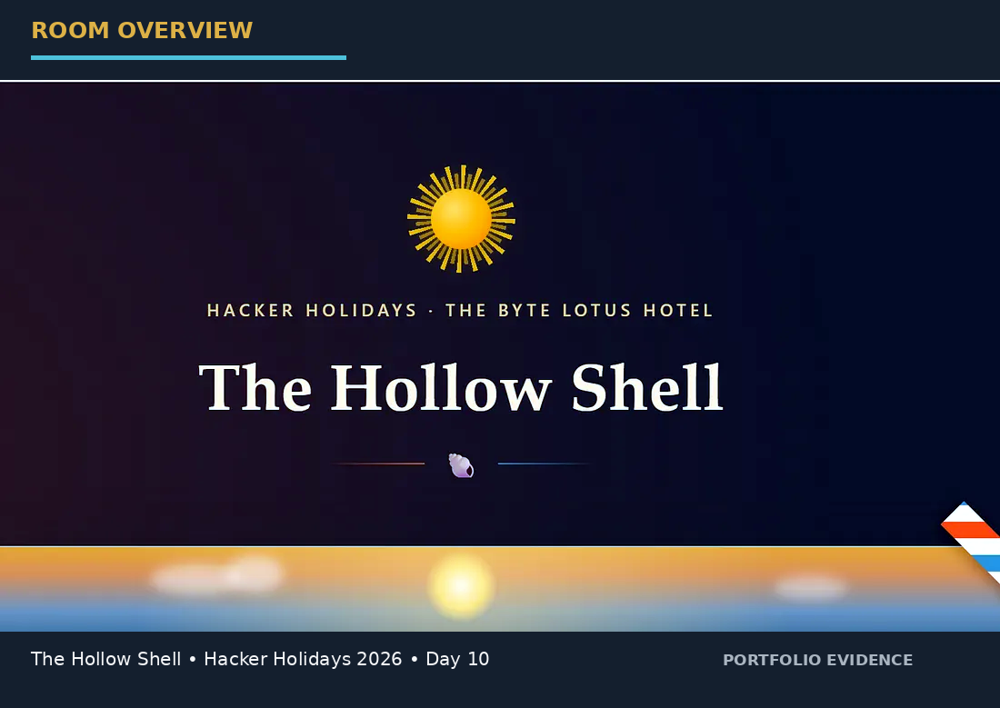 ROOM OVERVIEW
HACKER HOLIDAYS · THE BYTE LOTUS HOTEL
The Hollow Shell
The Hollow Shell • Hacker Holidays 2026 • Day 10
PORTFOLIO EVIDENCE